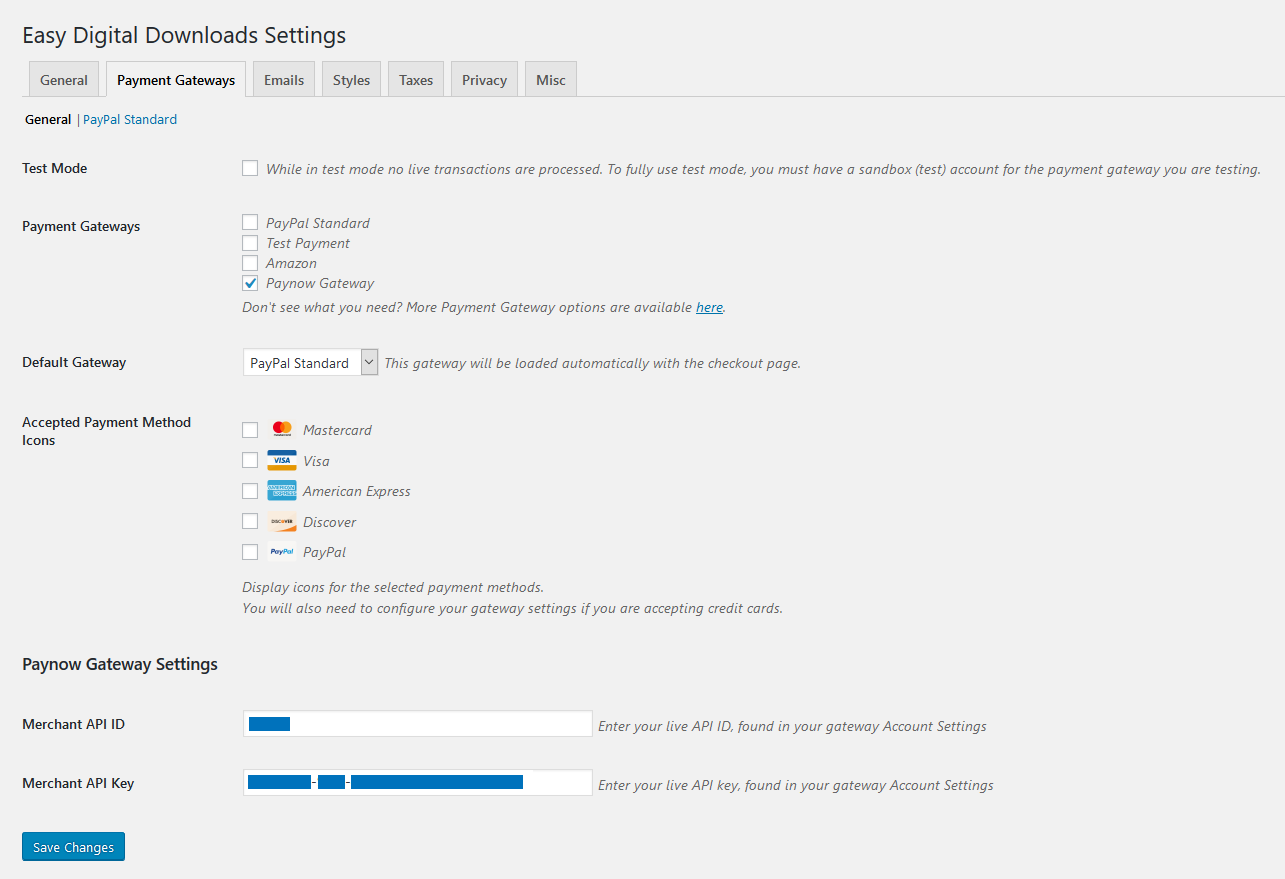 Easy Digital Downloads Settings
General Payment Gateways Emails Styles Taxes Privacy Misc
General | PayPal Standard
Test Mode While in test mode no live transactions are processed. To fully use test mode, you must have a sandbox (test) account for the payment gateway you are testing.
Payment Gateways PayPal Standard
Test Payment
Amazon
Paynow Gateway
Don't see what you need? More Payment Gateway options are available here.
Default Gateway PayPal Standard This gateway will be loaded automatically with the checkout page.
Accepted Payment Method
Icons
mastercard Mastercard
VISA Visa
AMERICAN EXPRESS American Express
DISCOVER Discover
PayPal PayPal
Display icons for the selected payment methods.
You will also need to configure your gateway settings if you are accepting credit cards.
Paynow Gateway Settings
Merchant API ID Enter your live API ID, found in your gateway Account Settings
Merchant API Key - - Enter your live API key, found in your gateway Account Settings
Save Changes